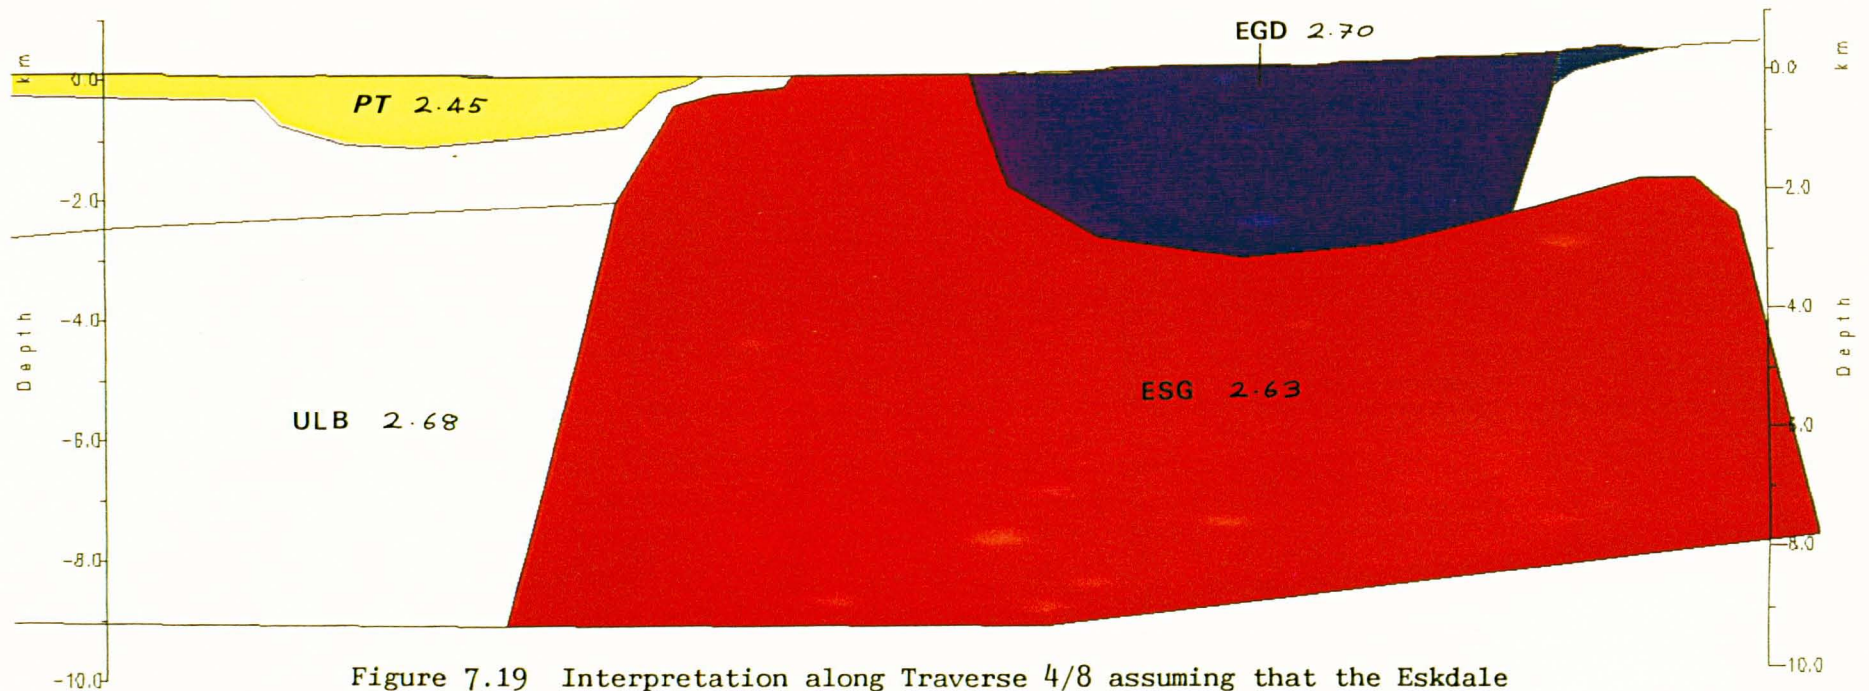 EGD 2.70
km
km
0.0
0.0
PT 2.45
-2.0
-2.0
-4.0
-4.0
Depth
Depth
ESG 2.63
ULB 2.68
-6.0
-8.0
-8.0
-10.0
-10.0
Figure 7.19 Interpretation along Traverse 4/8 assuming that the Eskdale